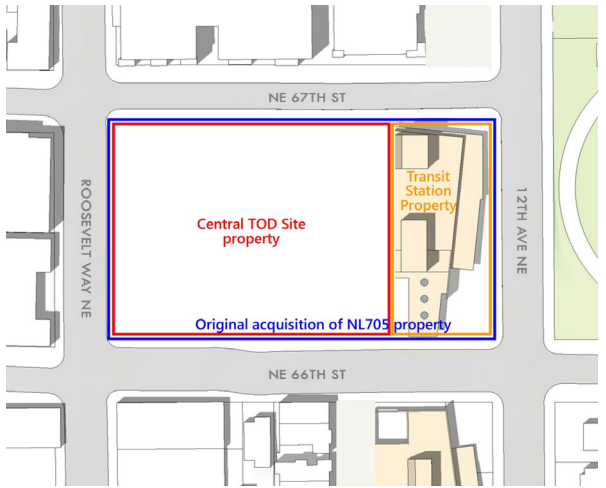 NE 67TH ST
ROOSEVELT WAY NE
Central TOD Site
property
Transit
Station
Property
12TH AVE NE
Original acquisition of NL705 property
NE 66TH ST